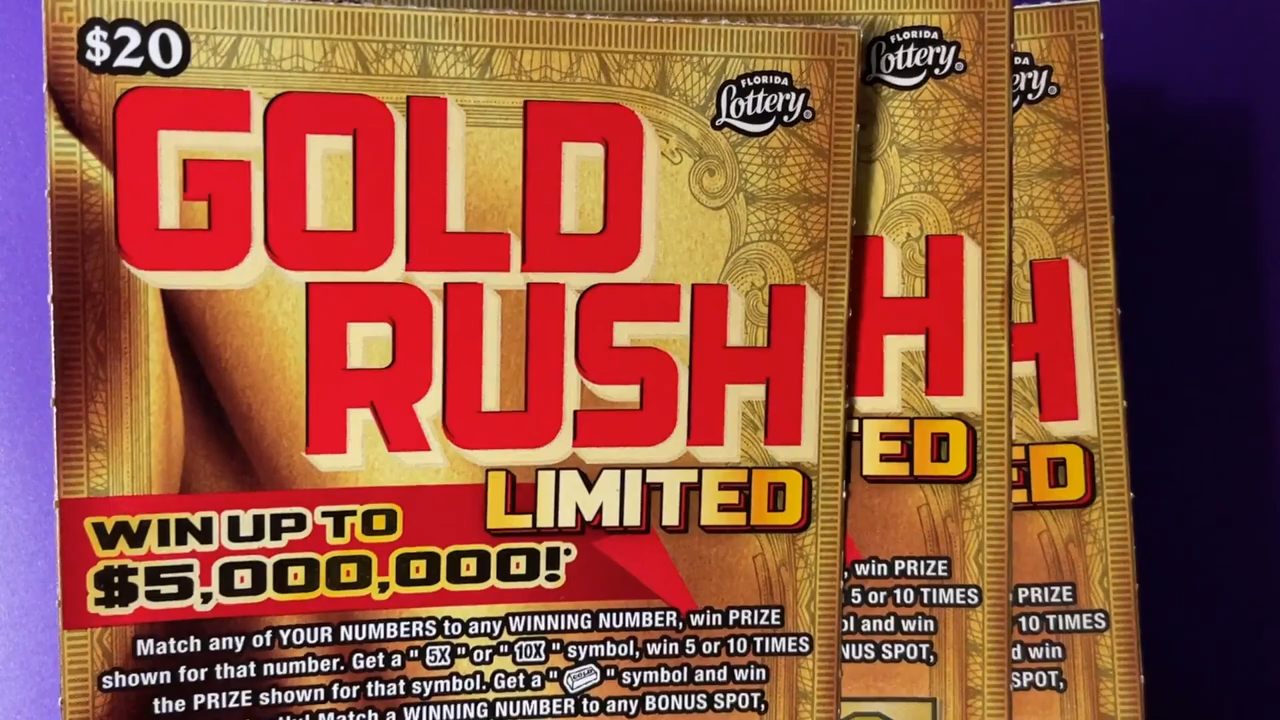 $20
FLORIDA
Lottery®
GOLD
RUSH
LIMITED
WIN UP TO
$5,000,000!*
Match any of YOUR NUMBERS to any WINNING NUMBER, win PRIZE
shown for that number. Get a "5X" or "10X" symbol, win 5 or 10 TIMES
the PRIZE shown for that symbol. Get a " " symbol and win
Match a WINNING NUMBER to any BONUS SPOT,
FLORIDA
Lottery®
H
TED
, win PRIZE
5 or 10 TIMES
ol and win
NUS SPOT,
DA
ery®
H
ED
PRIZE
10 TIMES
d win
SPOT,